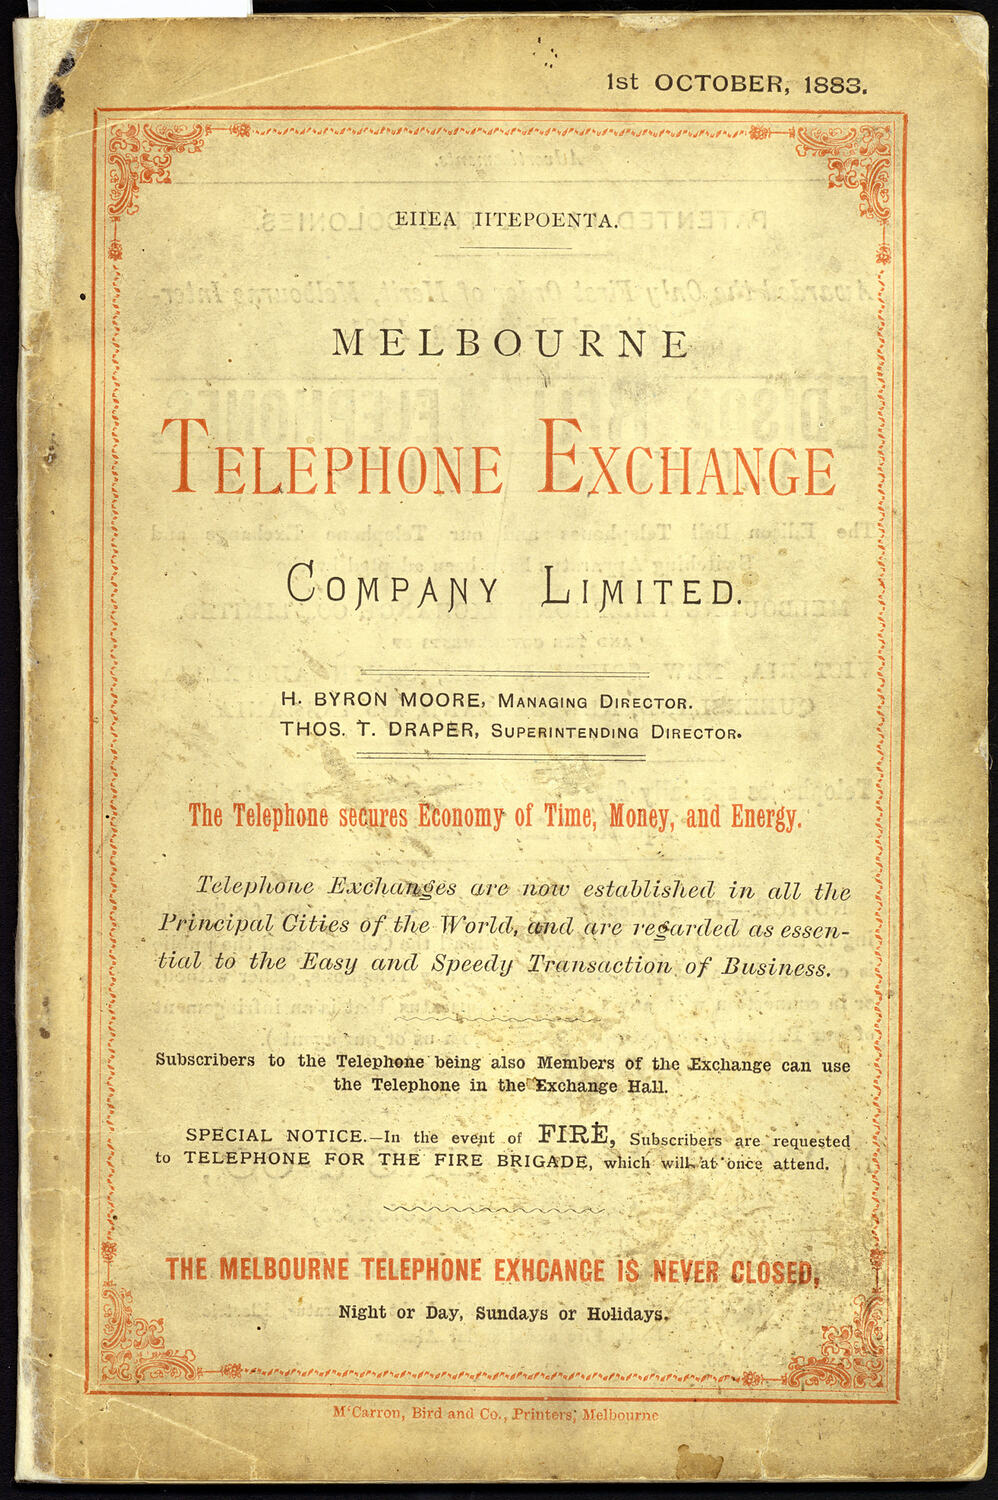 1st OCTOBER, 1883.
EIIEA IITEPOENTA.
MELBOURNE
TELEPHONE EXCHANGE
COMPANY LIMITED.
H. BYRON MOORE, MANAGING DIRECTOR.
THOS. T. DRAPER, SUPERINTENDING DIRECTOR.
The Telephone secures Economy of Time, Money, and Energy.
Telephone Exchanges are now established in all the
Principal Cities of the World, and are regarded as essen-
tial to the Easy and Speedy Transaction of Business.
Subscribers to the Telephone being also Members of the Exchange can use
the Telephone in the Exchange Hall.
SPECIAL NOTICE.—In the event of FIRE, Subscribers are requested
to TELEPHONE FOR THE FIRE BRIGADE, which will at once attend.
THE MELBOURNE TELEPHONE EXHCANGE IS NEVER CLOSED,
Night or Day, Sundays or Holidays.
M'Carron, Bird and Co., Printers, Melbourne